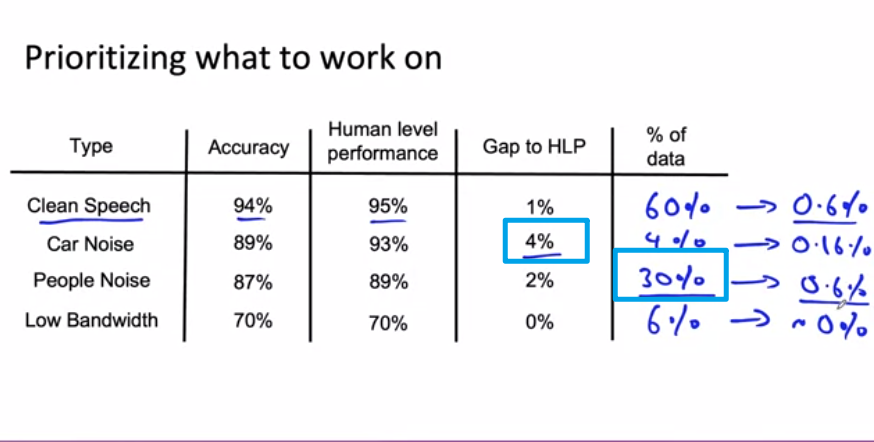 Prioritizing what to work on
Type Accuracy Human level performance Gap to HLP % of data
Clean Speech 94% 95% 1% 60% → 0.6%
Car Noise 89% 93% 4% 4% → 0.16%
People Noise 87% 89% 2% 30% → 0.6%
Low Bandwidth 70% 70% 0% 6% → ~0%